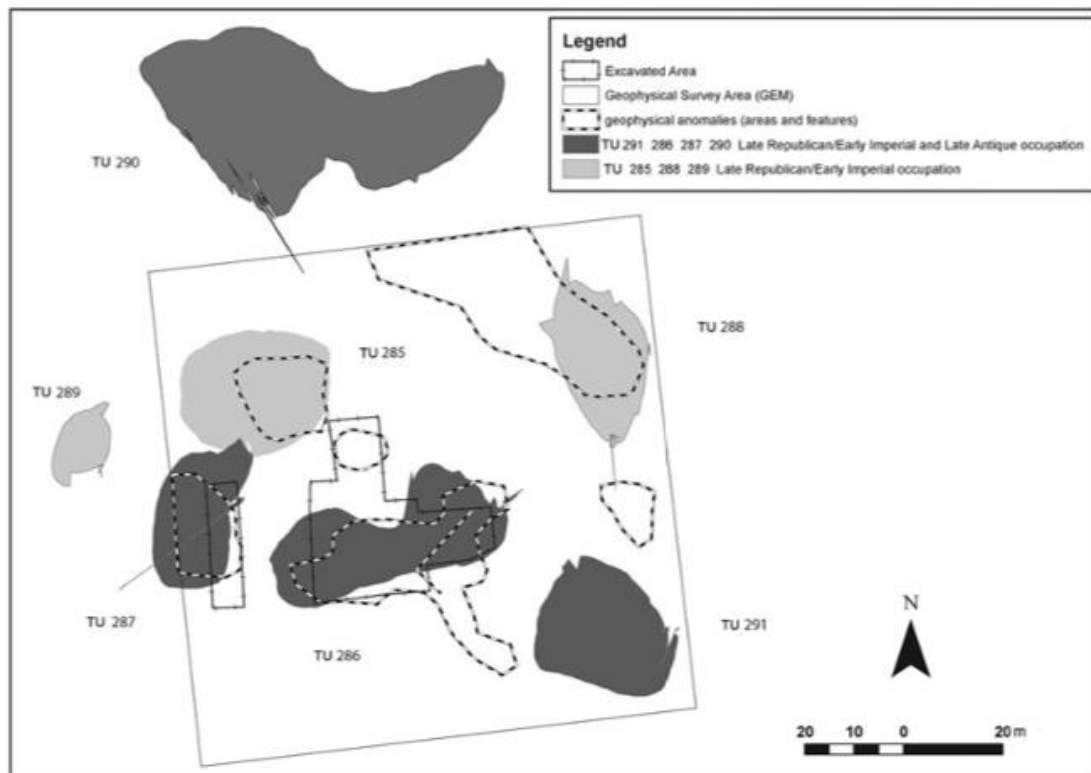 Legend
Excavated Area
Geophysical Survey Area (GEM)
geophysical anomalies (areas and features)
TU 291 286 287 290 Late Republican/Early Imperial and Late Antique occupation
TU 285 288 289 Late Republican/Early Imperial occupation
TU 290
TU 288
TU 285
TU 289
TU 287
TU 286
TU 291
N
20 10 0 20 m